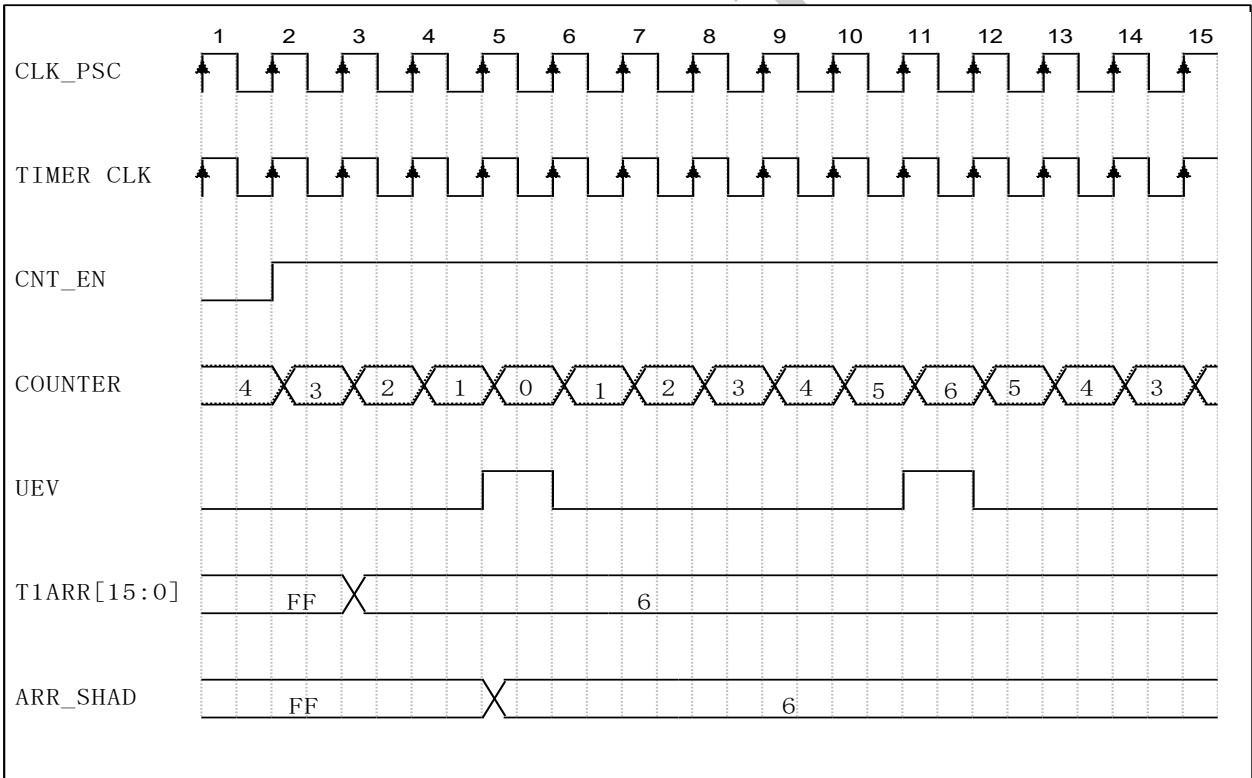 1 2 3 4 5 6 7 8 9 10 11 12 13 14 15
CLK_PSC
TIMER CLK
CNT_EN
COUNTER 4 3 2 1 0 1 2 3 4 5 6 5 4 3
UEV
T1ARR[15:0] FF 6
ARR_SHAD FF 6